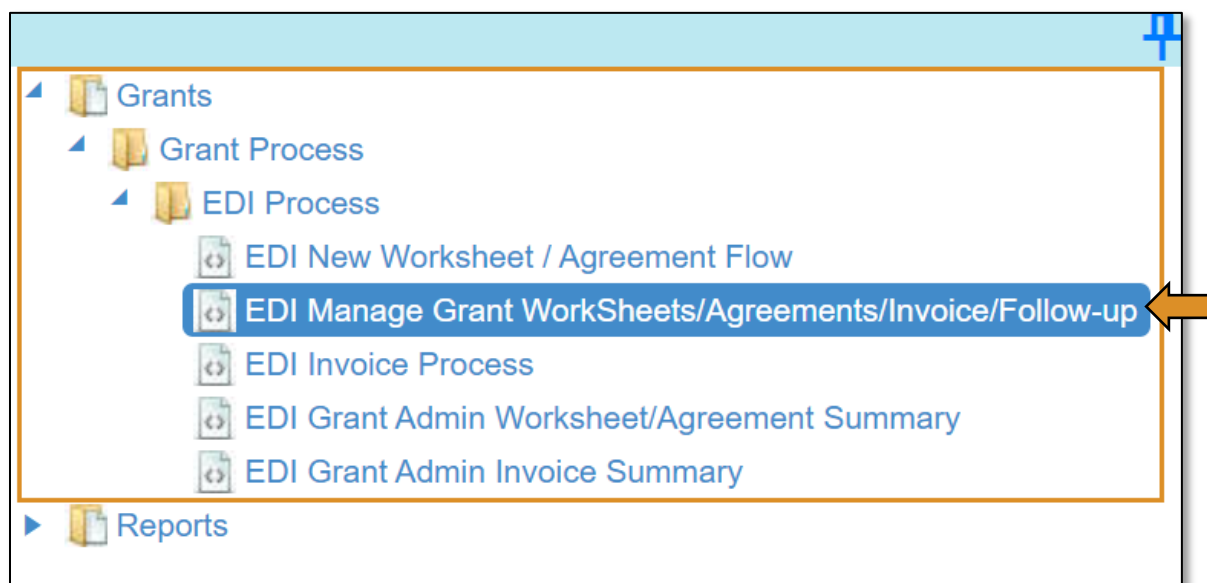 Grants
Grant Process
EDI Process
EDI New Worksheet / Agreement Flow
EDI Manage Grant WorkSheets/Agreements/Invoice/Follow-up
EDI Invoice Process
EDI Grant Admin Worksheet/Agreement Summary
EDI Grant Admin Invoice Summary
Reports